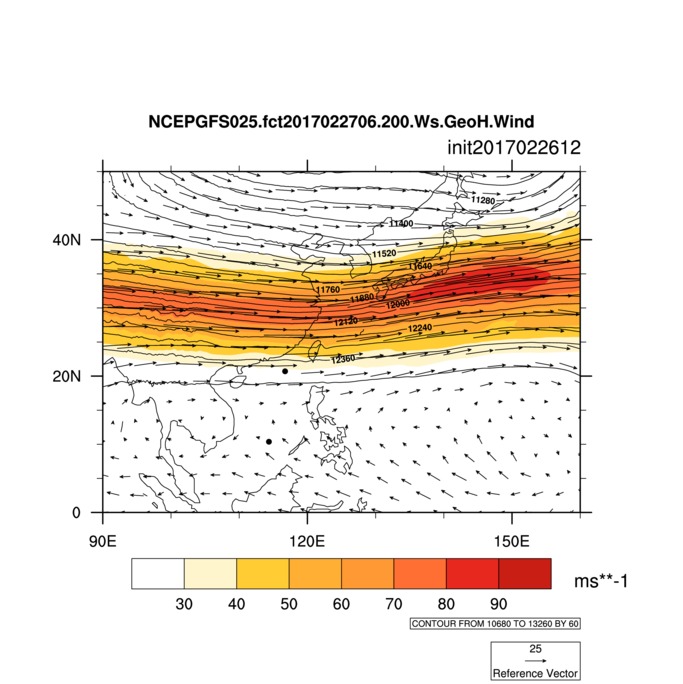 NCEPGFS025.fct2017022706.200.Ws.GeoH.Wind
init2017022612
11280
11400
40N
11520
11640
11760
11880
12000
12120
12240
12360
20N
0
90E 120E 150E
ms**-1
30 40 50 60 70 80 90
CONTOUR FROM 10680 TO 13260 BY 60
25
Reference Vector